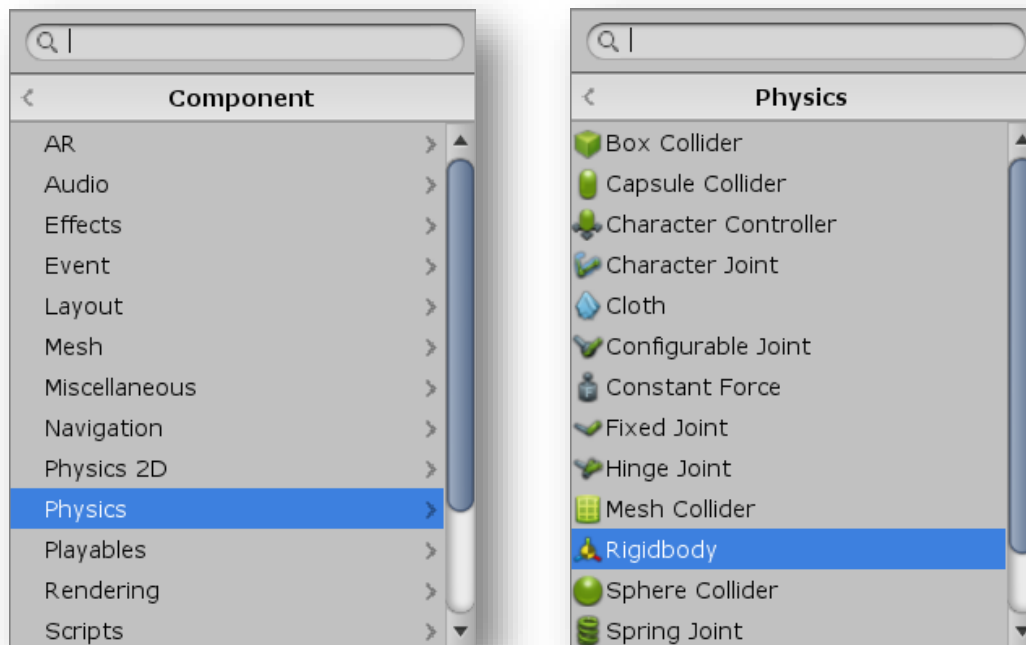 Component
AR
Audio
Effects
Event
Layout
Mesh
Miscellaneous
Navigation
Physics 2D
Physics
Playables
Rendering
Scripts
Physics
Box Collider
Capsule Collider
Character Controller
Character Joint
Cloth
Configurable Joint
Constant Force
Fixed Joint
Hinge Joint
Mesh Collider
Rigidbody
Sphere Collider
Spring Joint